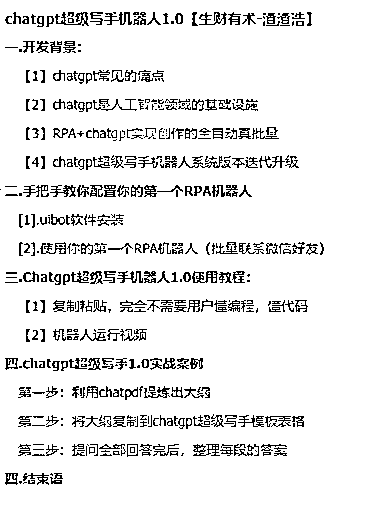 chatgpt超级写手机器人1.0【生财有术-渣渣浩】
一.开发背景：
【1】chatgpt常见的痛点
【2】chatgpt是人工智能领域的基础设施
【3】RPA+chatgpt实现创作的全自动真批量
【4】chatgpt超级写手机器人系统版本迭代升级
二.手把手教你配置你的第一个RPA机器人
[1].uibot软件安装
[2].使用你的第一个RPA机器人（批量联系微信好友）
三.Chatgpt超级写手机器人1.0使用教程：
【1】复制粘贴，完全不需要用户懂编程，懂代码
【2】机器人运行视频
四.chatgpt超级写手1.0实战案例
第一步：利用chatpdf提炼出大纲
第二步：将大纲复制到chatgpt超级写手模板表格
第三步：提问全部回答完后，整理每段的答案
四.结束语